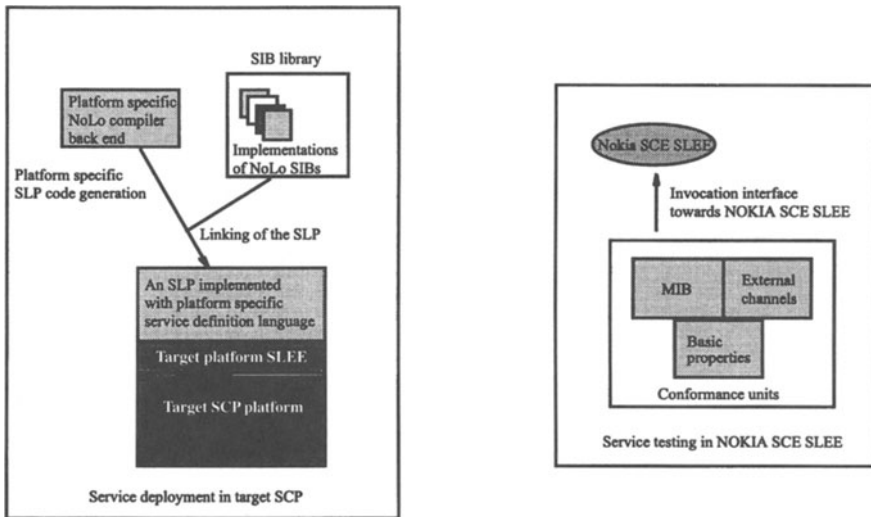 SIB library
Platform specific
NoLo compiler
back end
Implementations
of NoLo SIBs
Platform specific
SLP code generation
Linking of the SLP
An SLP implemented
with platform specific
service definition language
Target platform SLEE
Target SCP platform
Service deployment in target SCP
Nokia SCE SLEE
Invocation interface
towards NOKIA SCE SLEE
MIB
External
channels
Basic
properties
Conformance units
Service testing in NOKIA SCE SLEE